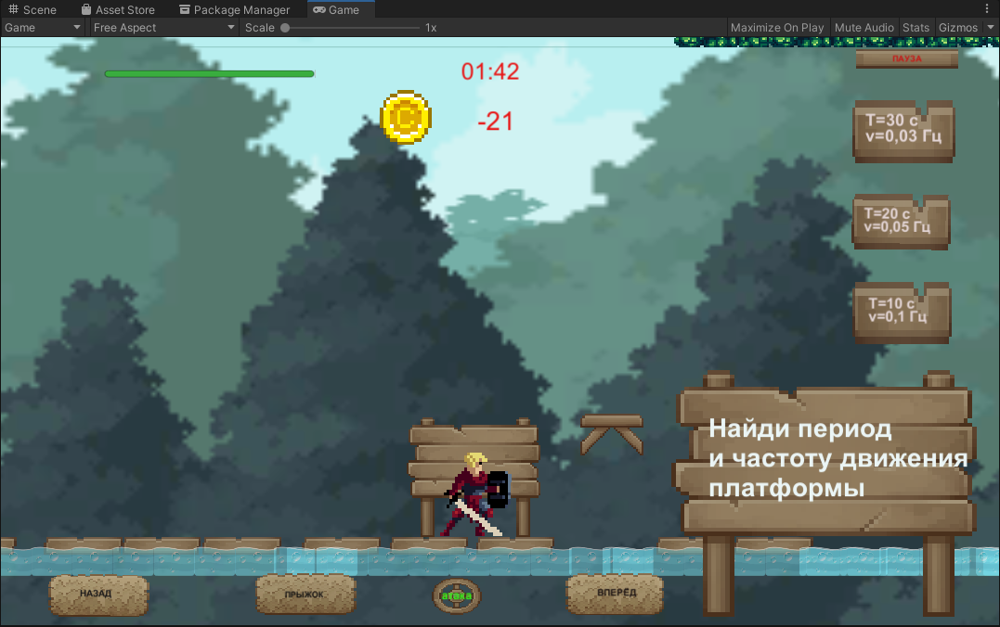 Scene Asset Store Package Manager Game
Game Free Aspect Scale 1x Maximize On Play Mute Audio Stats Gizmos
01:42
-21
ПАУЗА
T=30 с
v=0,03 Гц
T=20 с
v=0,05 Гц
T=10 с
v=0,1 Гц
Найди период
и частоту движения
платформы
НАЗАД
ПРЫЖОК
атака
ВПЕРЁД